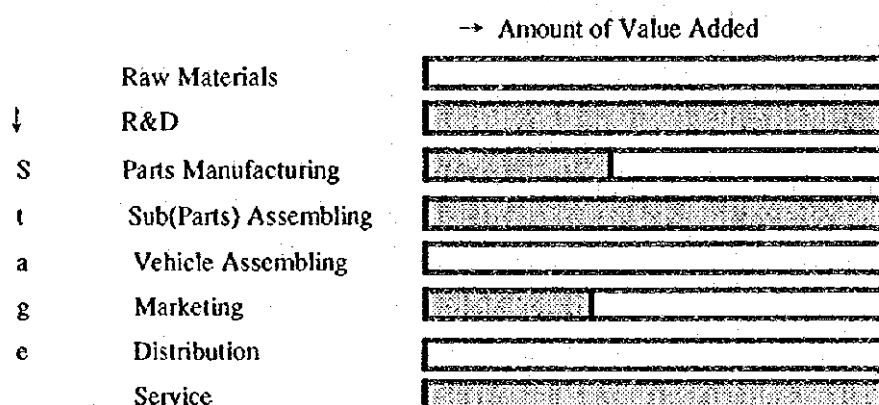 → Amount of Value Added
Raw Materials
↓ R&D
S Parts Manufacturing
t Sub(Parts) Assembling
a Vehicle Assembling
g Marketing
e Distribution
Service